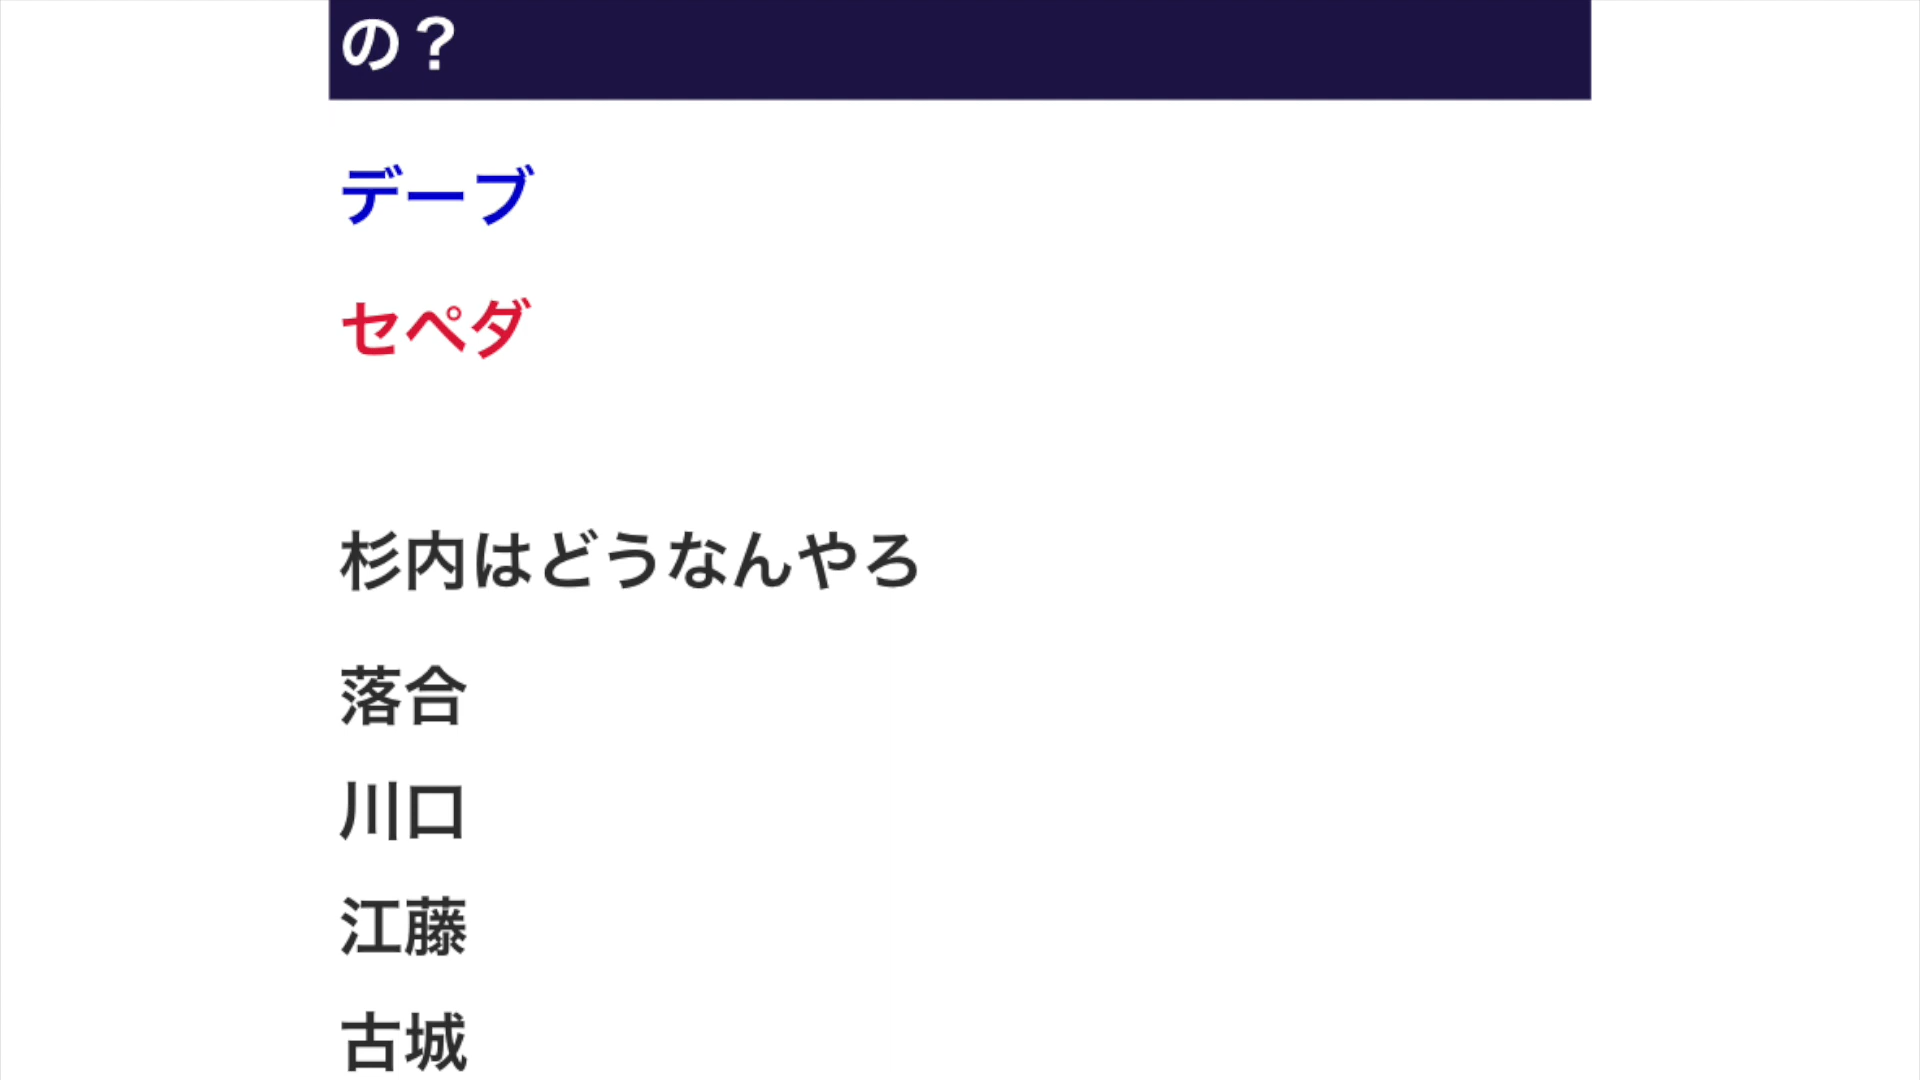 の？
デーブ
セペダ
杉内はどうなんやろ
落合
川口
江藤
古城